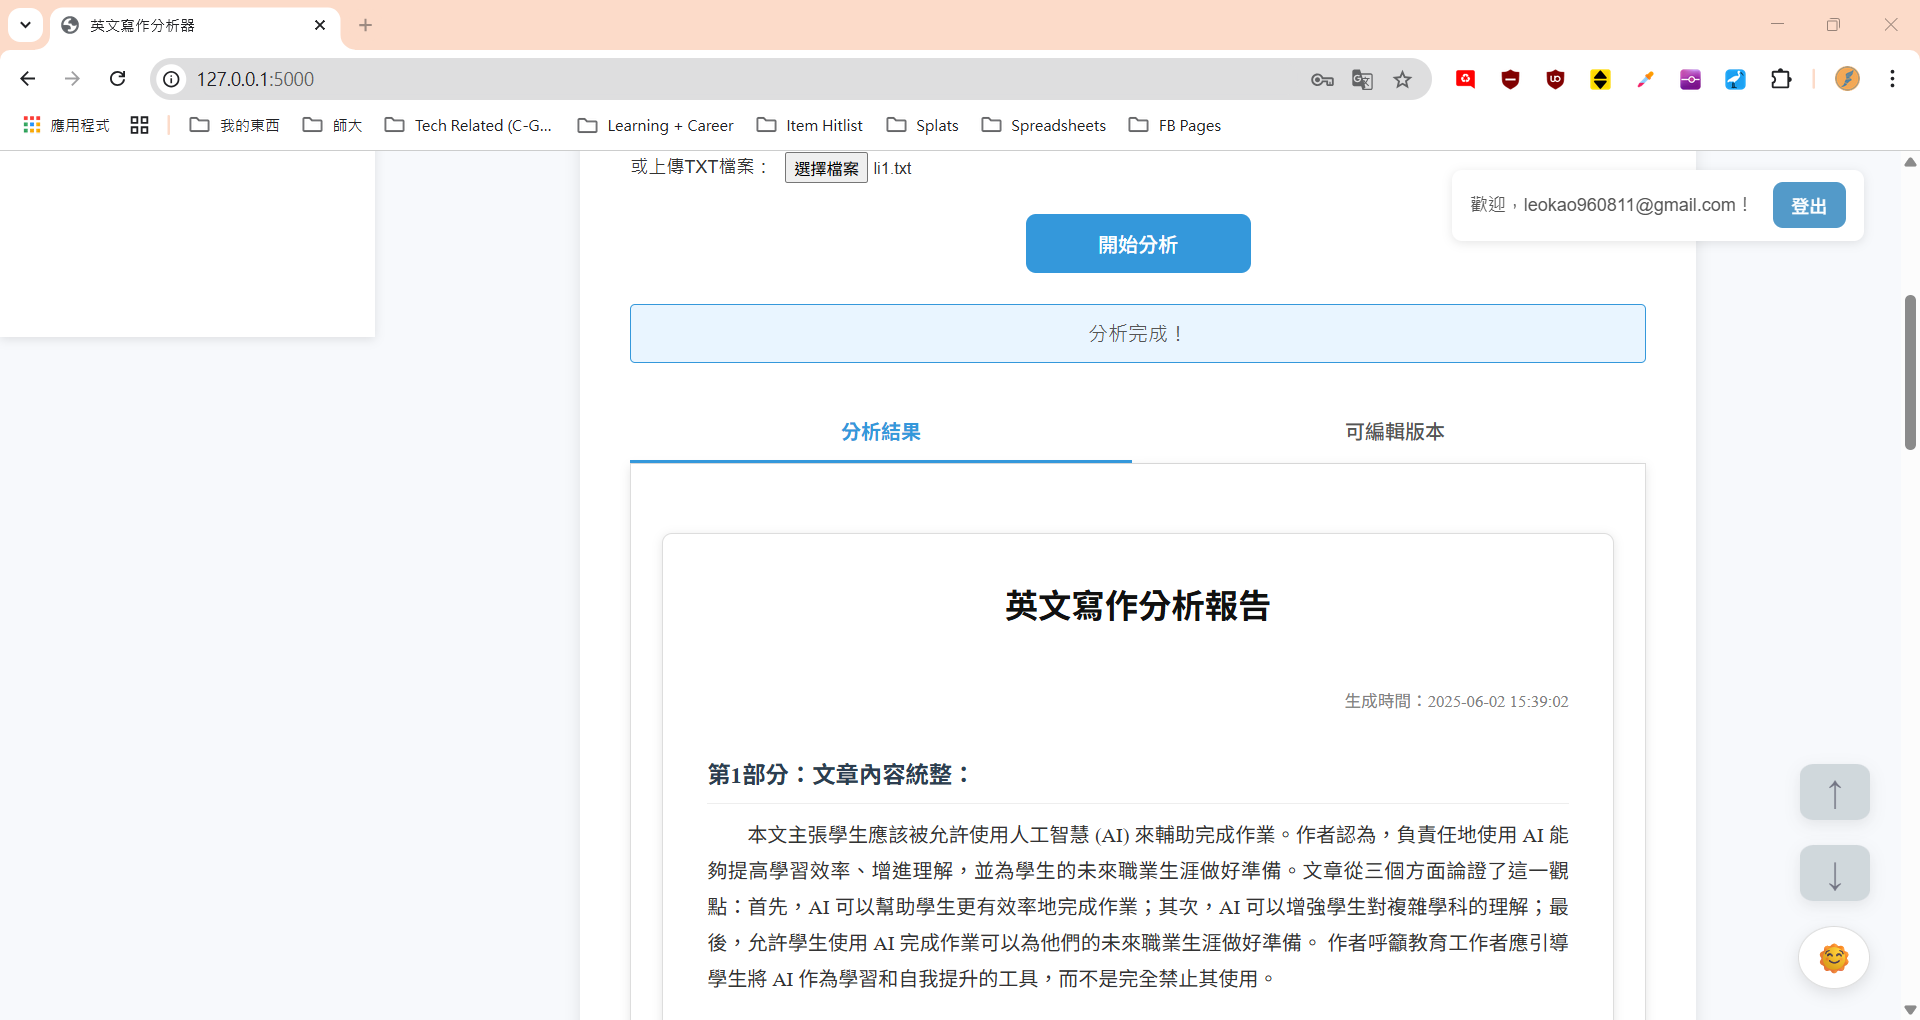 英文寫作分析器
127.0.0.1:5000
應用程式
我的東西
師大
Tech Related (C-G...
Learning + Career
Item Hitlist
Splats
Spreadsheets
FB Pages
或上傳TXT檔案：
選擇檔案 li1.txt
歡迎，leokao960811@gmail.com！
登出
開始分析
分析完成！
分析結果
可編輯版本
英文寫作分析報告
生成時間：2025-06-02 15:39:02
第1部分：文章內容統整：
本文主張學生應該被允許使用人工智慧 (AI) 來輔助完成作業。作者認為，負責任地使用 AI 能
夠提高學習效率、增進理解，並為學生的未來職業生涯做好準備。文章從三個方面論證了這一觀
點：首先，AI 可以幫助學生更有效率地完成作業；其次，AI 可以增強學生對複雜學科的理解；最
後，允許學生使用 AI 完成作業可以為他們的未來職業生涯做好準備。 作者呼籲教育工作者應引導
學生將 AI 作為學習和自我提升的工具，而不是完全禁止其使用。